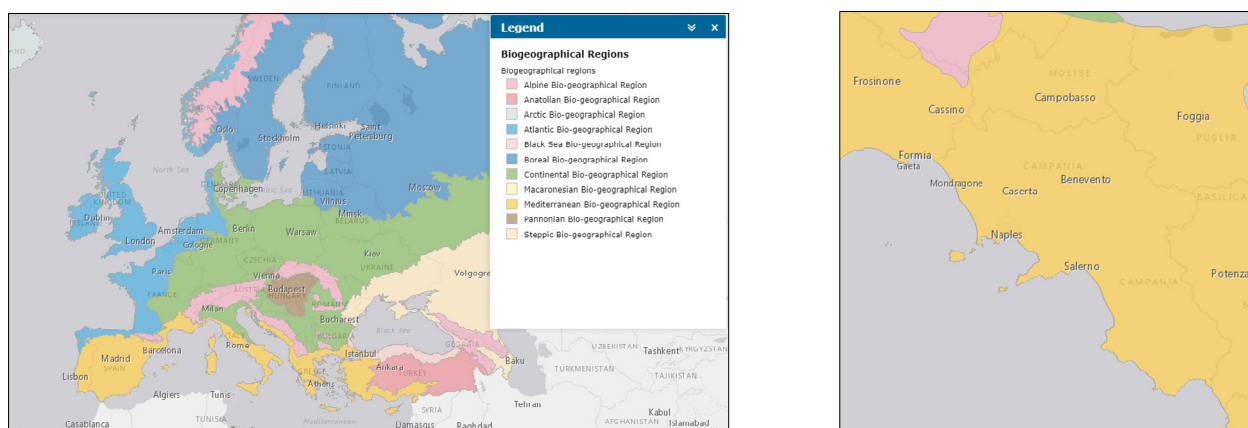 Legend
Biogeographical Regions
Biogeographical regions
Alpine Bio-geographical Region
Anatolian Bio-geographical Region
Arctic Bio-geographical Region
Atlantic Bio-geographical Region
Black Sea Bio-geographical Region
Boreal Bio-geographical Region
Continental Bio-geographical Region
Macaronesian Bio-geographical Region
Mediterranean Bio-geographical Region
Pannonian Bio-geographical Region
Steppic Bio-geographical Region
SWEDEN
FINLAND
Oslo
Helsinki
Saint
Petersburg
Stockholm
ESTONIA
North Sea
LATVIA
Copenhagen
LITHUANIA
Moscow
UNITED
KINGDOM
Vilnius
Dublin
IRELAND
Minsk
BELARUS
Amsterdam
Berlin
Warsaw
London
Cologne
GERMANY
Kiev
Paris
CZECHIA
UKRAINE
Volgogra
Vienna
FRANCE
AUSTRIA
Budapest
HUNGARY
Milan
ROMANIA
Bucharest
Black Sea
BULGARIA
GEORGIA
Madrid
Barcelona
ITALY
Rome
Istanbul
UZBEKISTAN
Tashkent
KYRGYZSTAN
SPAIN
Ankara
Baku
TURKMENISTAN
Lisbon
GREECE
TURKEY
TAJIKISTAN
Athens
Algiers
Tunis
Tehran
SYRIA
Kabul
Casablanca
TUNISIA
Mediterranean
Damascus
Baghdad
AFGHANISTAN
Islamabad
Frosinone
MOLISE
Campobasso
Cassino
Foggia
PUGLIA
Formia
Gaeta
CAMPANIA
Mondragone
Benevento
Caserta
BASILICA
Naples
Salerno
CAMPANIA
Potenza